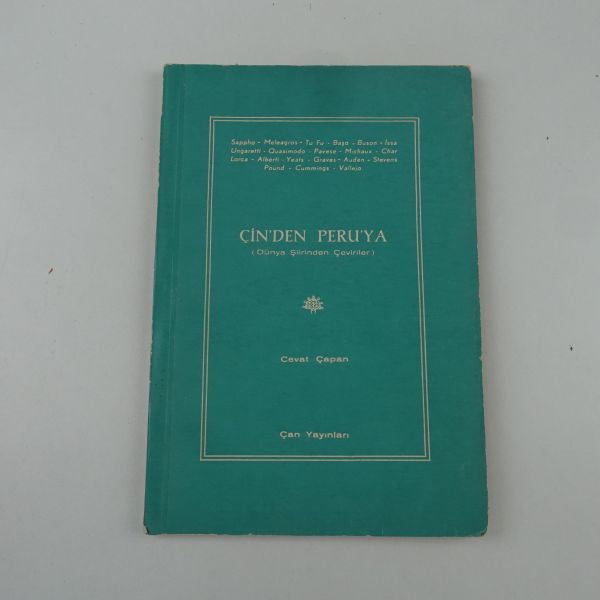 Sappho - Meleagros - Tu Fu - Başo - Buson - İssa
Ungaretti - Quasimodo - Pavese - Michaux - Char
Lorca - Alberti - Yeats - Graves - Auden - Stevens
Pound - Cummings - Vallejo
ÇİN'DEN PERU'YA
(Dünya Şiirinden Çeviriler)
Cevat Çapan
Çan Yayınları